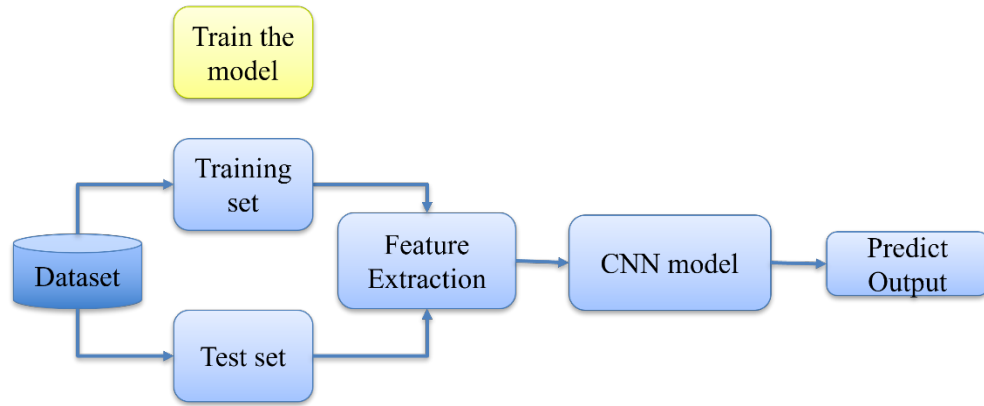 Train the
model
Training
set
Dataset
Feature
Extraction
CNN model
Predict
Output
Test set